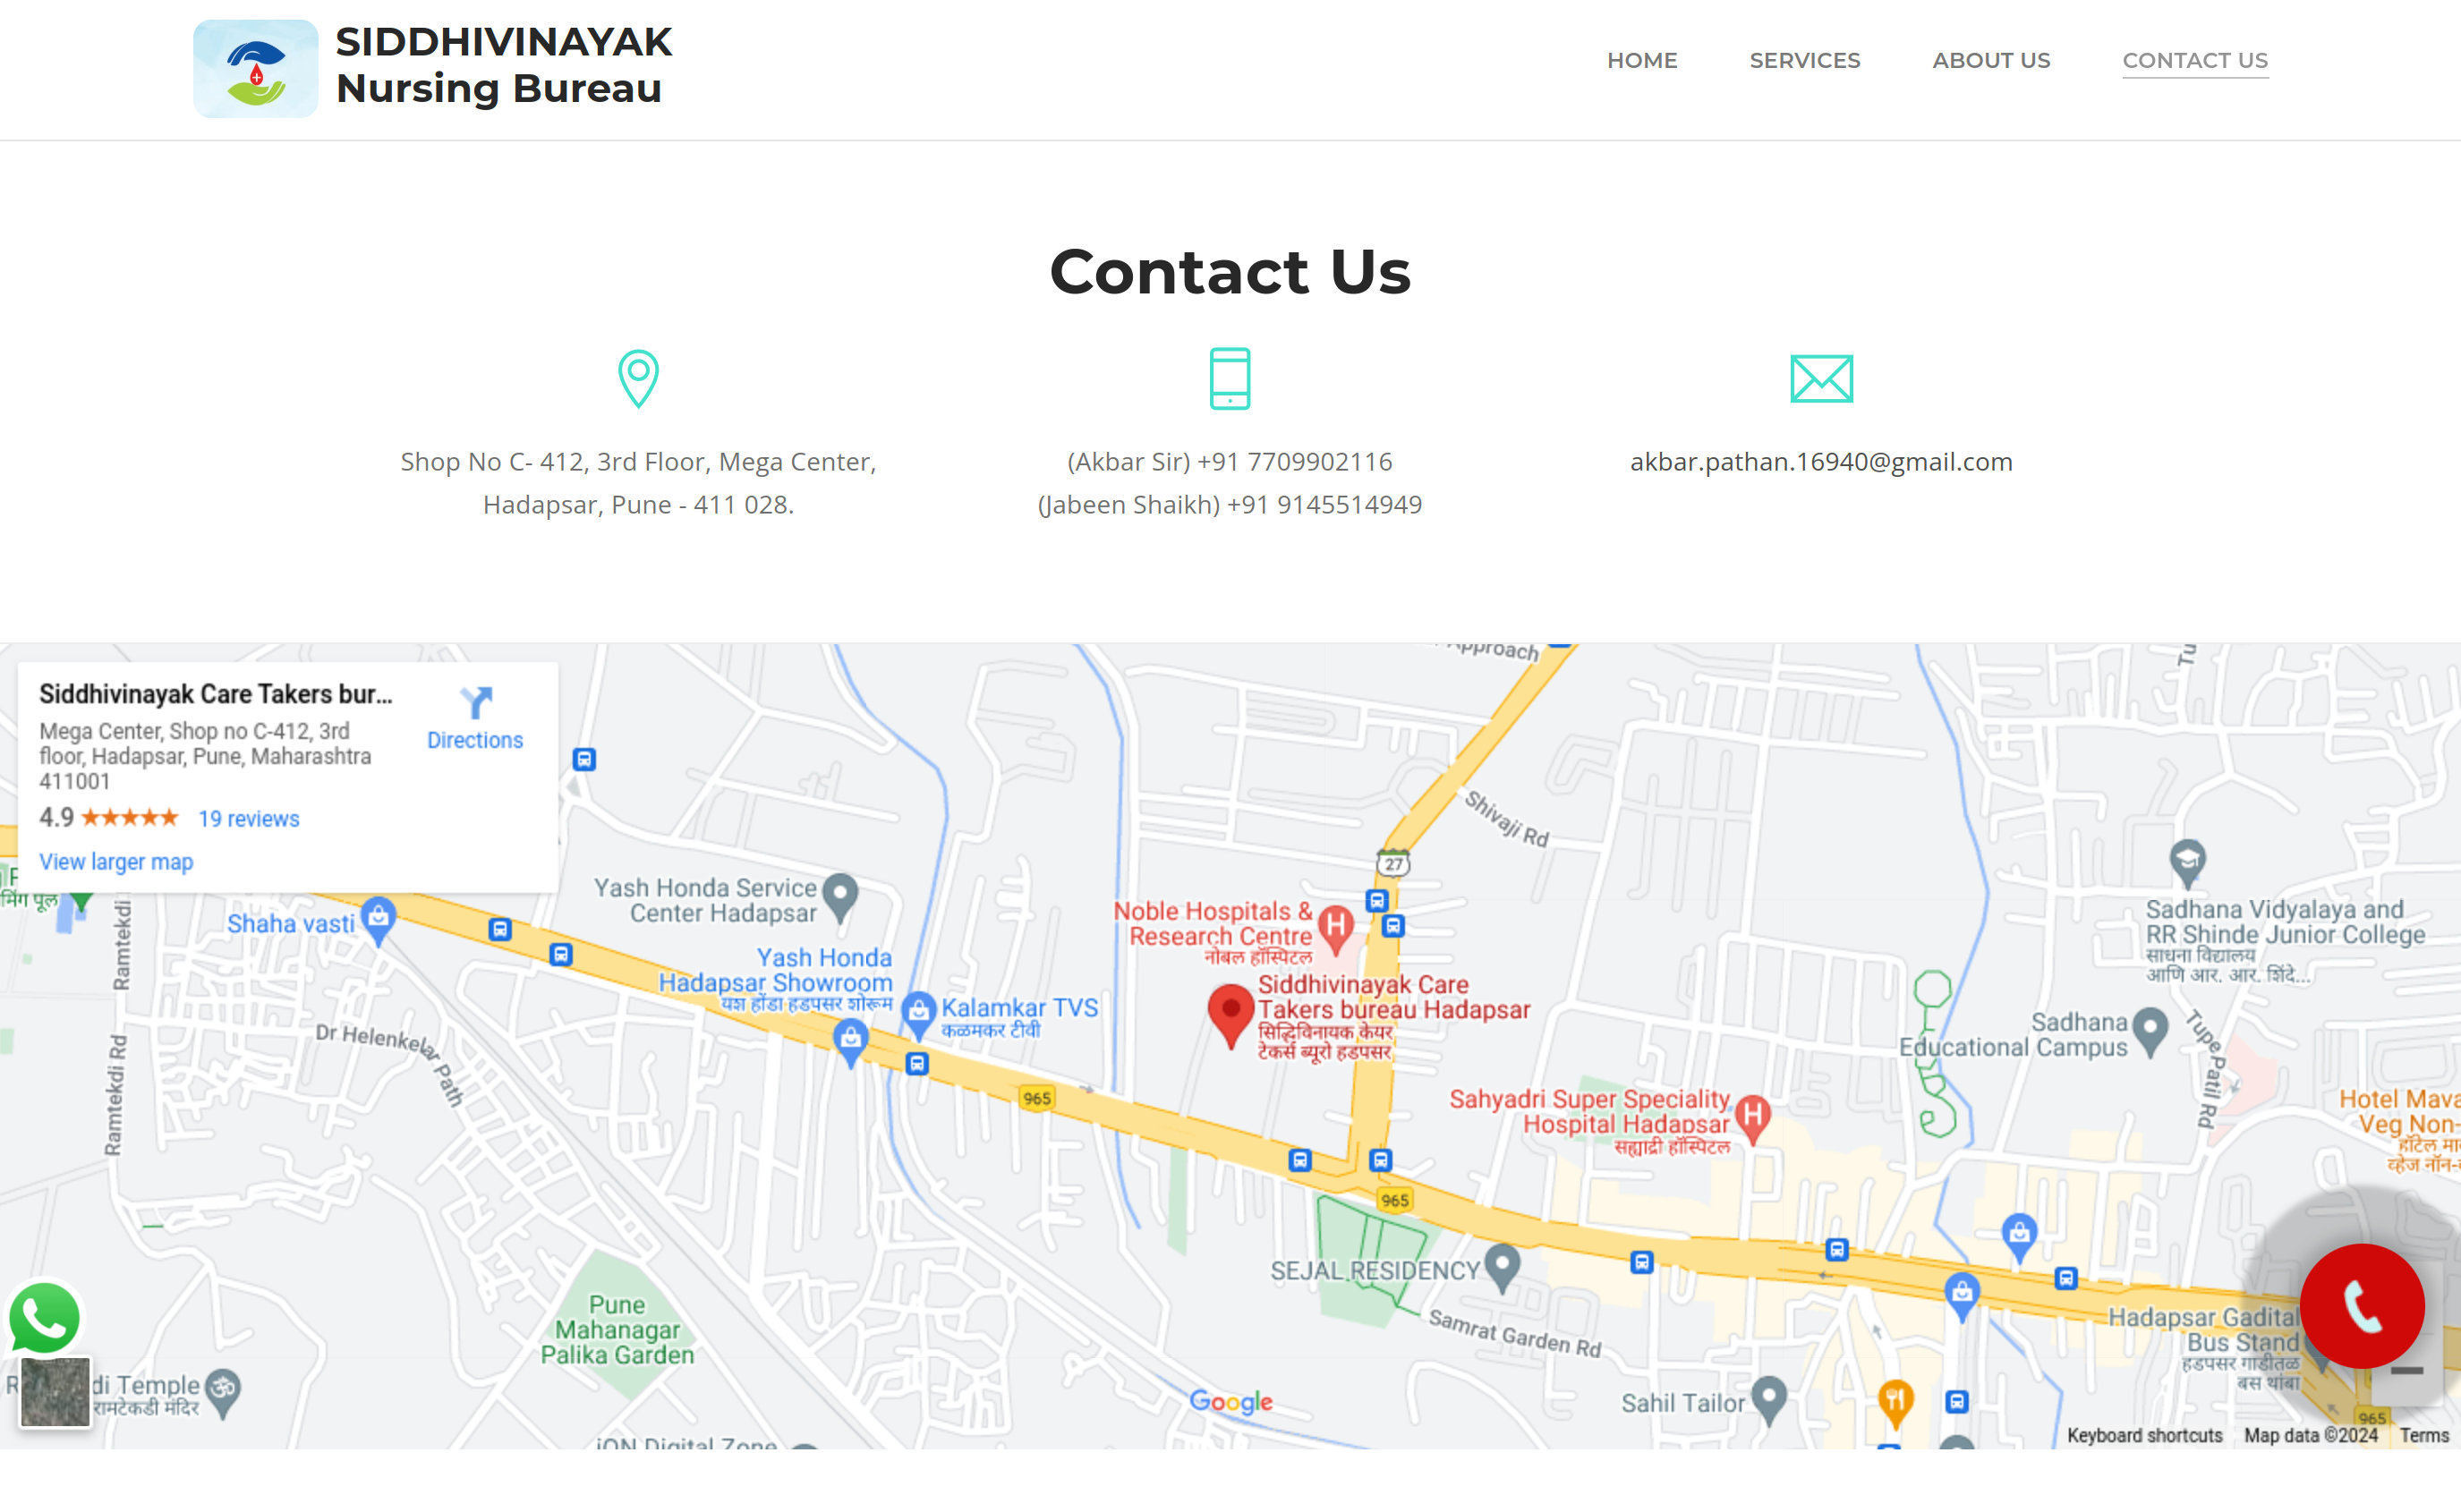 SIDDHIVINAYAK
Nursing Bureau
HOME
SERVICES
ABOUT US
CONTACT US
Contact Us
Shop No C- 412, 3rd Floor, Mega Center,
Hadapsar, Pune - 411 028.
(Akbar Sir) +91 7709902116
(Jabeen Shaikh) +91 9145514949
akbar.pathan.16940@gmail.com
Siddhivinayak Care Takers bur...
Mega Center, Shop no C-412, 3rd
floor, Hadapsar, Pune, Maharashtra
411001
Directions
4.9
19 reviews
View larger map
Approach
Shivaji Rd
27
Yash Honda Service
Center Hadapsar
Shaha vasti
Ramtekdi
Yash Honda
Hadapsar Showroom
यश होंडा हडपसर शोरूम
Kalamkar TVS
कळमकर टीवी
Noble Hospitals &
Research Centre
नोबल हॉस्पिटल
Siddhivinayak Care
Takers bureau Hadapsar
सिद्धिविनायक केयर
टेकर्स ब्यूरो हडपसर
Sadhana Vidyalaya and
RR Shinde Junior College
साधना विद्यालय
आणि आर. आर. शिंदे...
Sadhana
Educational Campus
Tupe Patil Rd
Dr Helenkelar Path
Ramtekdi Rd
965
Sahyadri Super Speciality
Hospital Hadapsar
सह्याद्री हॉस्पिटल
Hotel Mava
Veg Non-
हॉटेल
व्हेज नॉन-
965
SEJAL RESIDENCY
Samrat Garden Rd
Pune
Mahanagar
Palika Garden
Hadapsar Gadital
Bus Stand
हडपसर गाडीतळ
बस थांबा
di Temple
रामटेकडी मंदिर
Google
Sahil Tailor
965
iON Digital Zone
Keyboard shortcuts
Map data ©2024
Terms